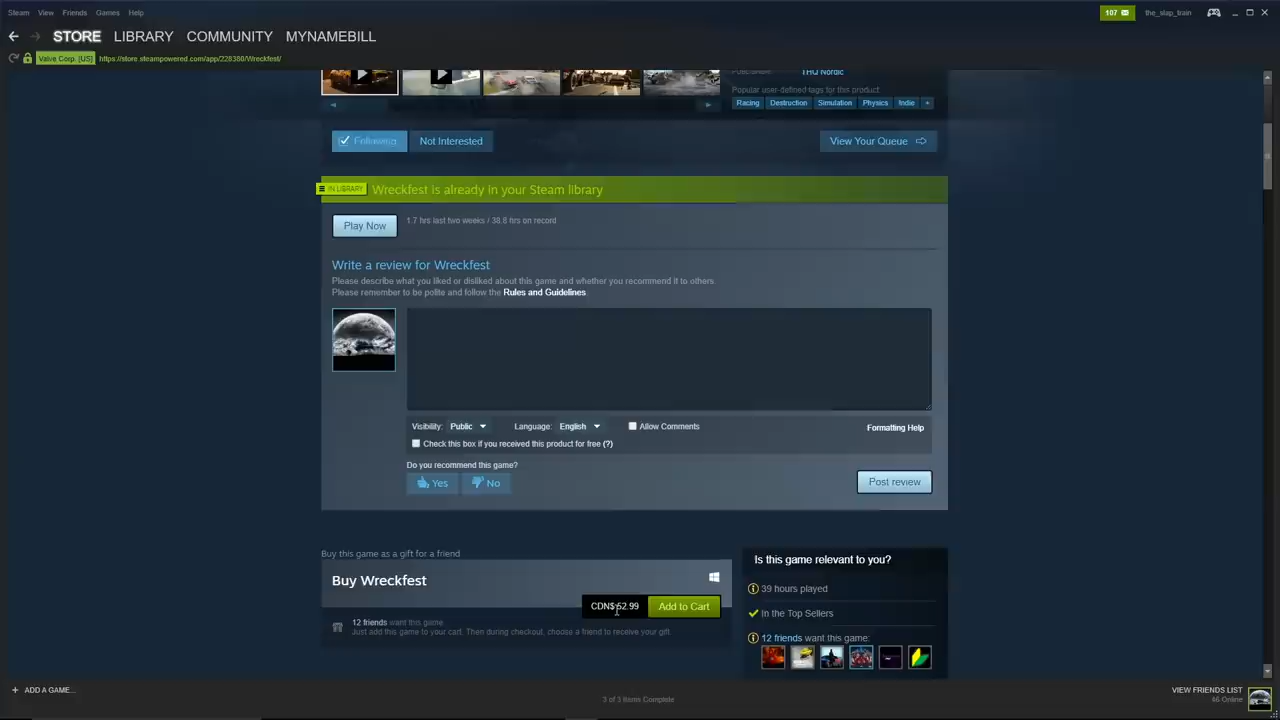 Steam View Friends Games Help
107
the_slap_train
STORE LIBRARY COMMUNITY MYNAMEBILL
Valve Corp. [US] https://store.steampowered.com/app/228380/Wreckfest/
THQ Nordic
Popular user-defined tags for this product
Racing Destruction Simulation Physics Indie +
Following Not Interested View Your Queue
IN LIBRARY Wreckfest is already in your Steam library
Play Now 1.7 hrs last two weeks / 38.8 hrs on record
Write a review for Wreckfest
Please describe what you liked or disliked about this game and whether you recommend it to others.
Please remember to be polite and follow the Rules and Guidelines.
Visibility: Public Language: English Allow Comments Formatting Help
Check this box if you received this product for free (?)
Do you recommend this game?
Yes No Post review
Buy this game as a gift for a friend
Buy Wreckfest
CDN$ 52.99 Add to Cart
12 friends want this game
Just add this game to your cart. Then during checkout, choose a friend to receive your gift.
Is this game relevant to you?
39 hours played
In the Top Sellers
12 friends want this game:
+ ADD A GAME...
3 of 3 Items Complete
VIEW FRIENDS LIST
46 Online